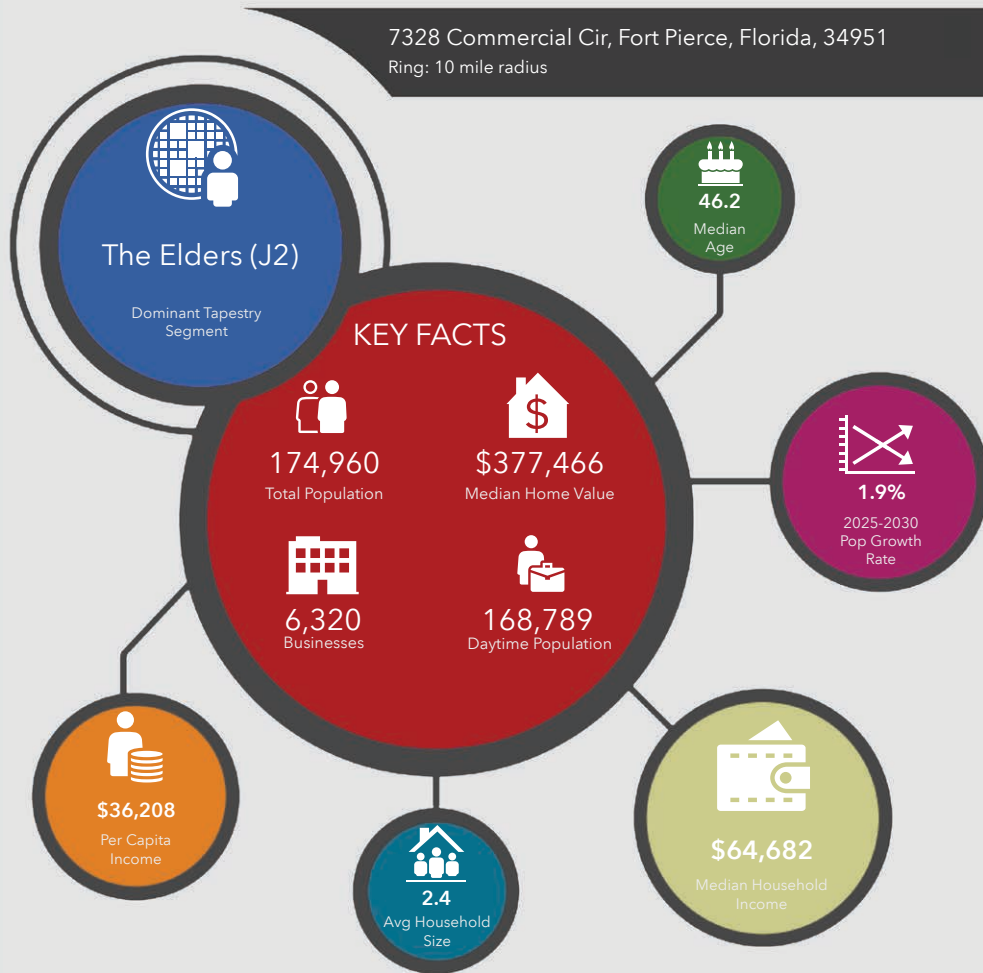 7328 Commercial Cir, Fort Pierce, Florida, 34951
Ring: 10 mile radius
The Elders (J2)
Dominant Tapestry
Segment
46.2
Median
Age
KEY FACTS
174,960
Total Population
$377,466
Median Home Value
6,320
Businesses
168,789
Daytime Population
1.9%
2025-2030
Pop Growth
Rate
$36,208
Per Capita
Income
2.4
Avg Household
Size
$64,682
Median Household
Income